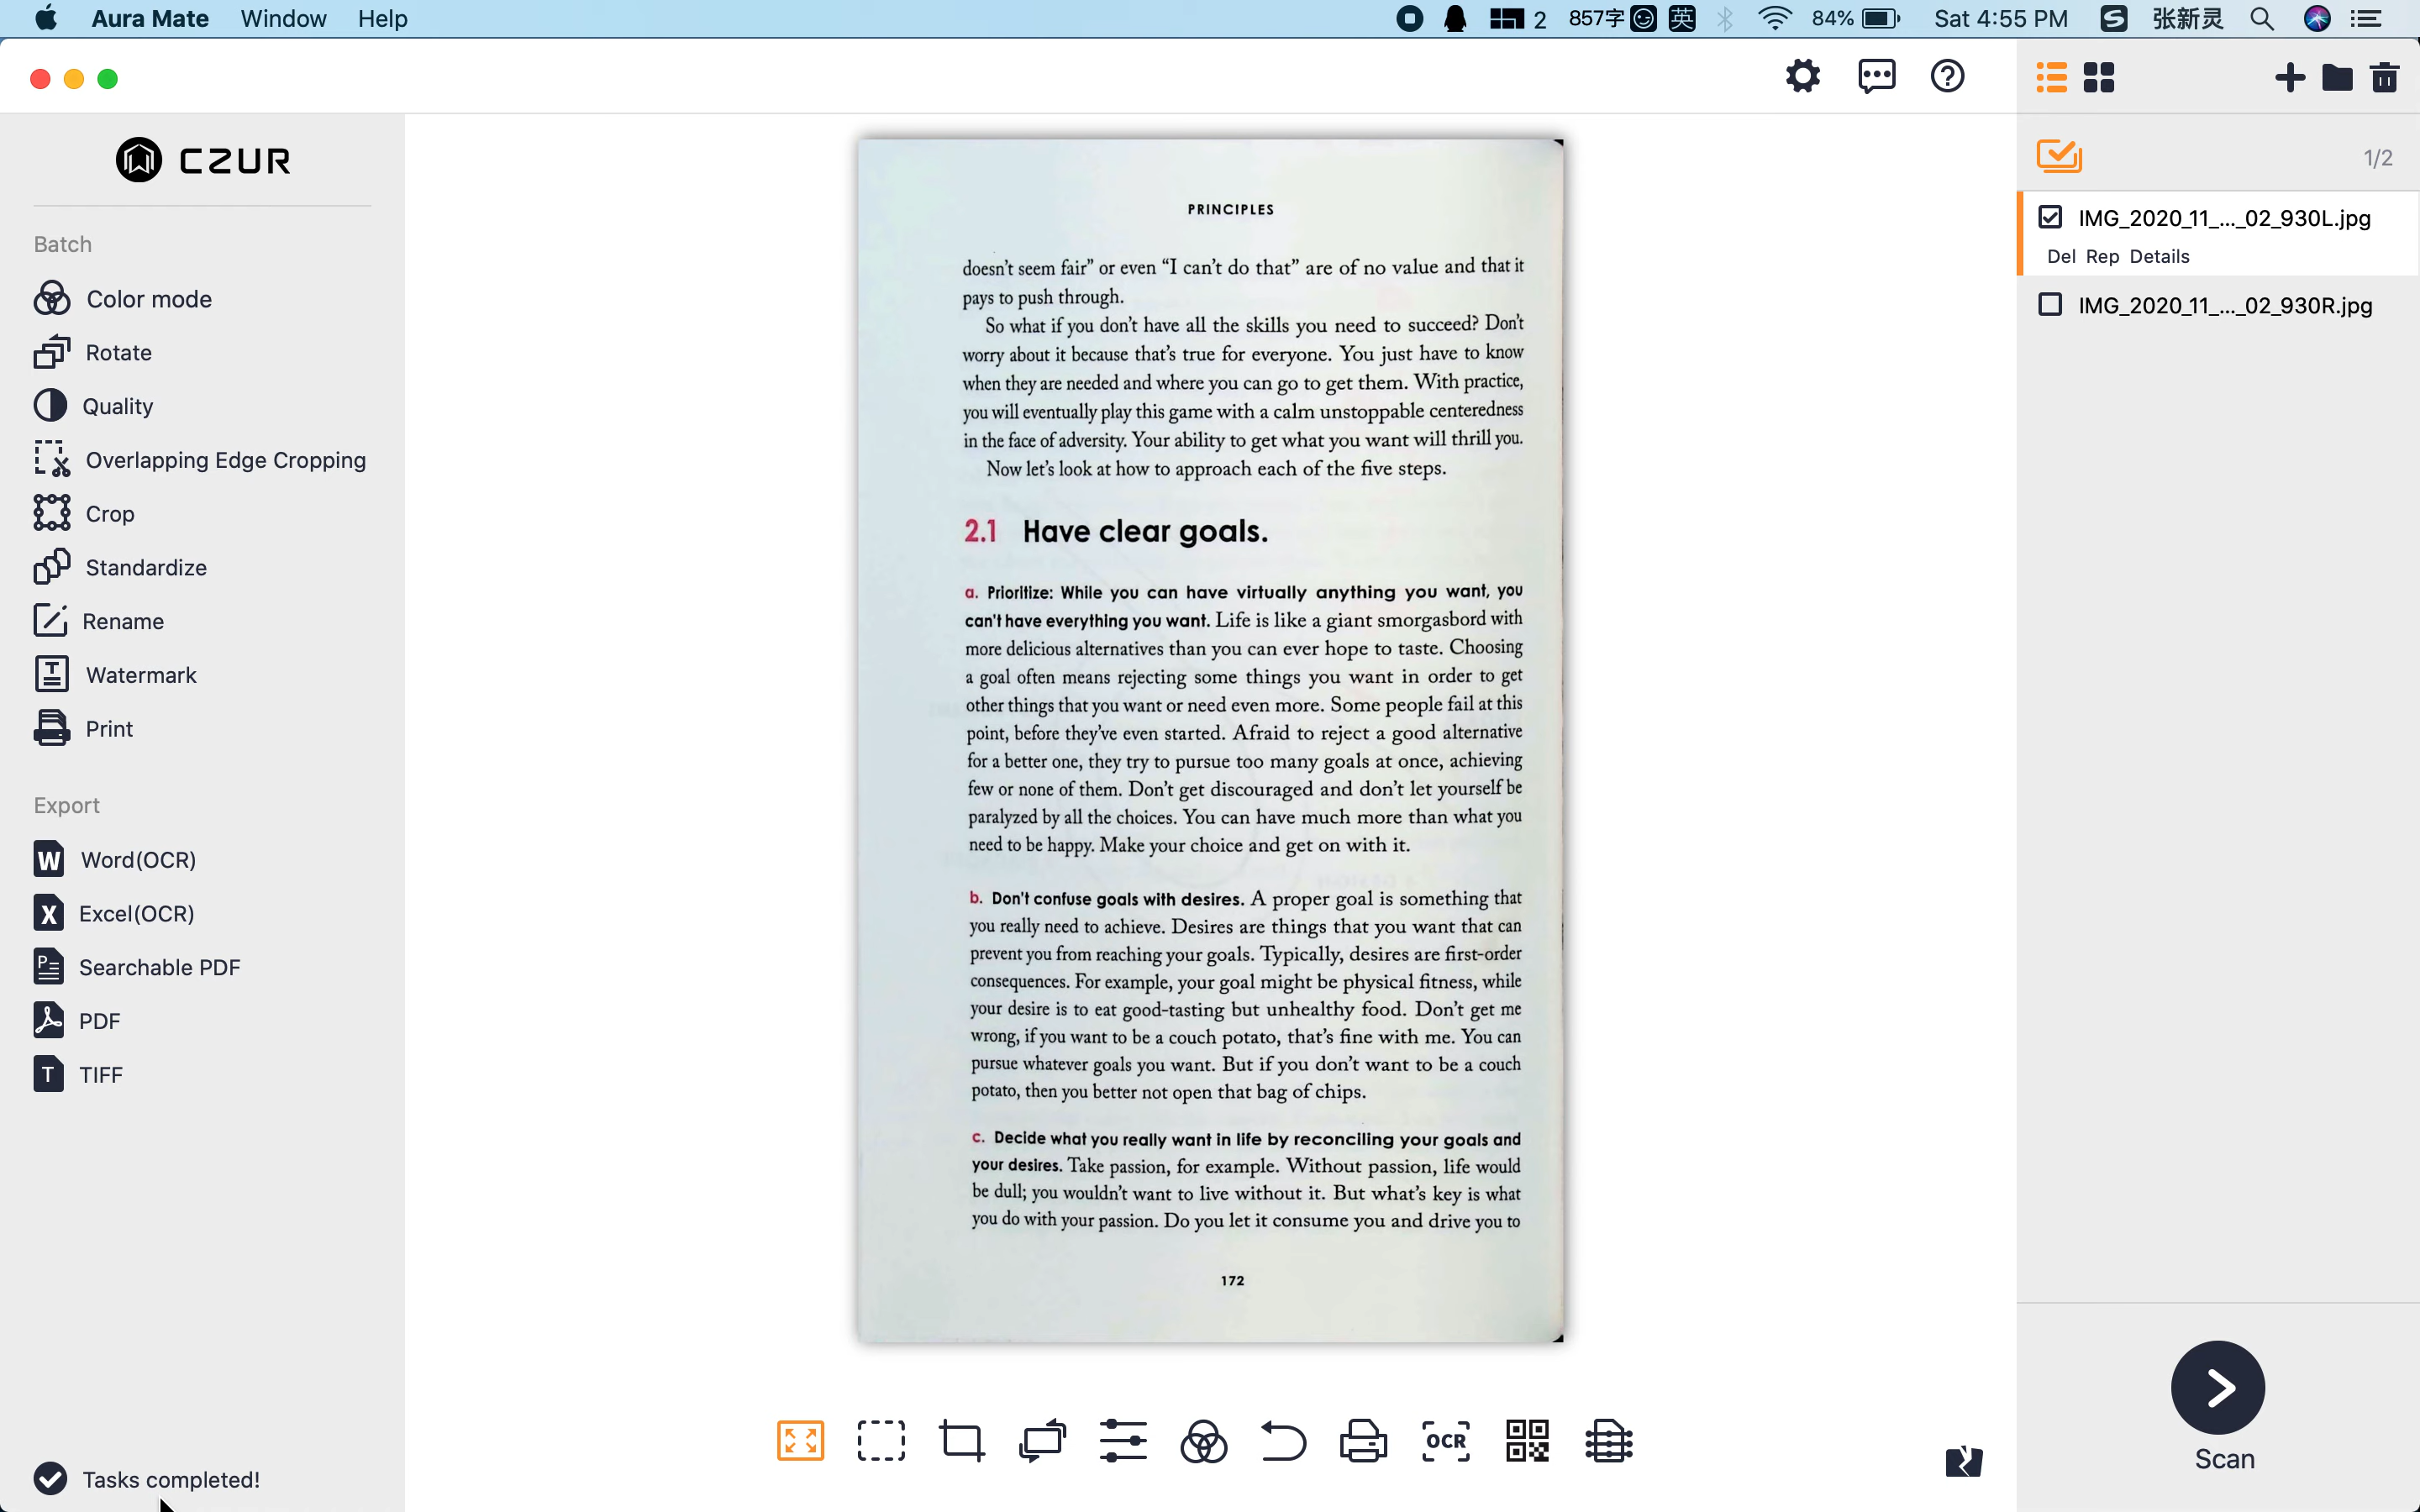 Aura Mate Window Help
2 857字 英 84% Sat 4:55 PM S 张新灵
CZUR
Batch
Color mode
Rotate
Quality
Overlapping Edge Cropping
Crop
Standardize
Rename
Watermark
Print
Export
W Word(OCR)
X Excel(OCR)
Searchable PDF
PDF
T TIFF
Tasks completed!
PRINCIPLES
doesn't seem fair” or even “I can't do that” are of no value and that it
pays to push through.
So what if you don't have all the skills you need to succeed? Don't
worry about it because that's true for everyone. You just have to know
when they are needed and where you can go to get them. With practice,
you will eventually play this game with a calm unstoppable centeredness
in the face of adversity. Your ability to get what you want will thrill you.
Now let's look at how to approach each of the five steps.
2.1 Have clear goals.
a. Prioritize: While you can have virtually anything you want, you
can't have everything you want. Life is like a giant smorgasbord with
more delicious alternatives than you can ever hope to taste. Choosing
a goal often means rejecting some things you want in order to get
other things that you want or need even more. Some people fail at this
point, before they've even started. Afraid to reject a good alternative
for a better one, they try to pursue too many goals at once, achieving
few or none of them. Don't get discouraged and don't let yourself be
paralyzed by all the choices. You can have much more than what you
need to be happy. Make your choice and get on with it.
b. Don't confuse goals with desires. A proper goal is something that
you really need to achieve. Desires are things that you want that can
prevent you from reaching your goals. Typically, desires are first-order
consequences. For example, your goal might be physical fitness, while
your desire is to eat good-tasting but unhealthy food. Don't get me
wrong, if you want to be a couch potato, that's fine with me. You can
pursue whatever goals you want. But if you don't want to be a couch
potato, then you better not open that bag of chips.
c. Decide what you really want in life by reconciling your goals and
your desires. Take passion, for example. Without passion, life would
be dull; you wouldn't want to live without it. But what's key is what
you do with your passion. Do you let it consume you and drive you to
172
OCR
1/2
IMG_2020_11_..._02_930L.jpg
Del Rep Details
IMG_2020_11_..._02_930R.jpg
Scan